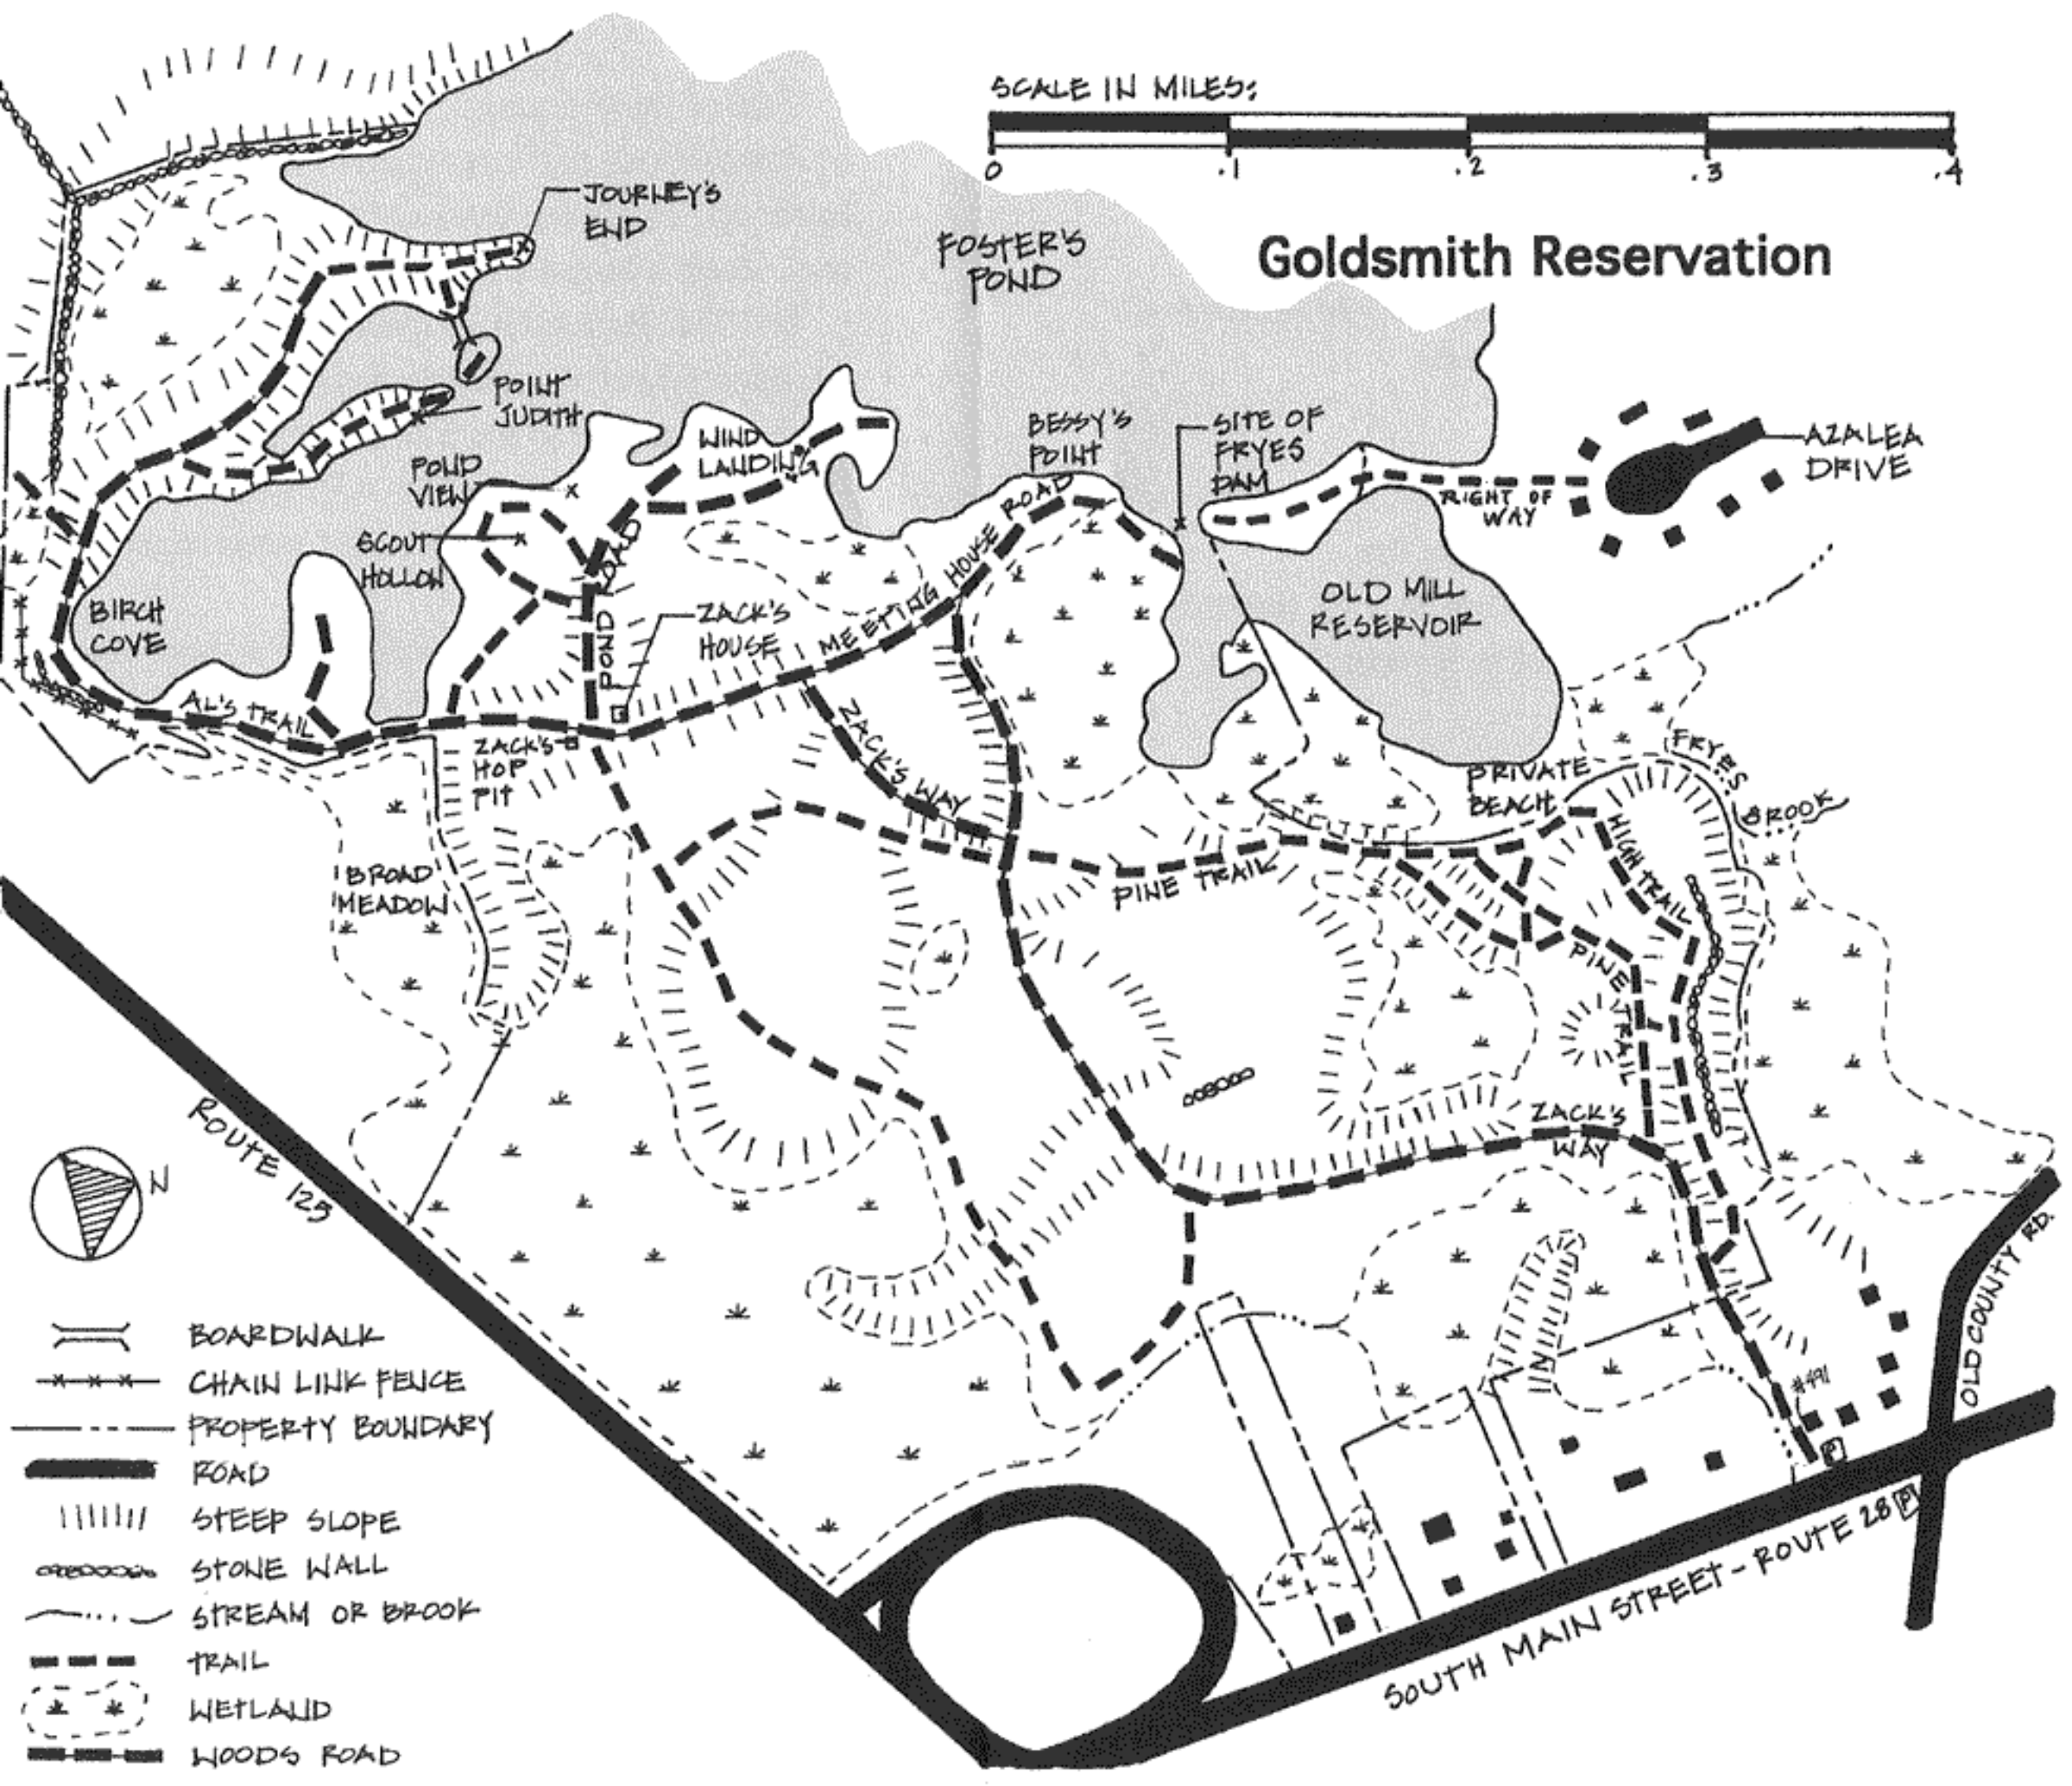 SCALE IN MILES:
0 .1 .2 .3 .4
Goldsmith Reservation
JOURNEY'S
END
FOSTER'S
POND
POINT
JUDITH
POND
VIEW
WIND
LANDING
BESSY'S
POINT
SITE OF
FRYES
DAM
AZALEA
DRIVE
RIGHT OF
WAY
SCOUT
HOLLOW
POND ROAD
MEETING HOUSE ROAD
BIRCH
COVE
ZACK'S
HOUSE
OLD MILL
RESERVOIR
AL'S TRAIL
ZACK'S
HOP
PIT
ZACK'S WAY
PRIVATE
BEACH
FRYES
BROOK
HIGH TRAIL
BROAD
MEADOW
PINE TRAIL
PINE TRAIL
ZACK'S
WAY
ROUTE 125
N
OLD COUNTY RD.
#491
P
SOUTH MAIN STREET - ROUTE 28 P
BOARDWALK
CHAIN LINK FENCE
PROPERTY BOUNDARY
ROAD
STEEP SLOPE
STONE WALL
STREAM OR BROOK
TRAIL
WETLAND
WOODS ROAD